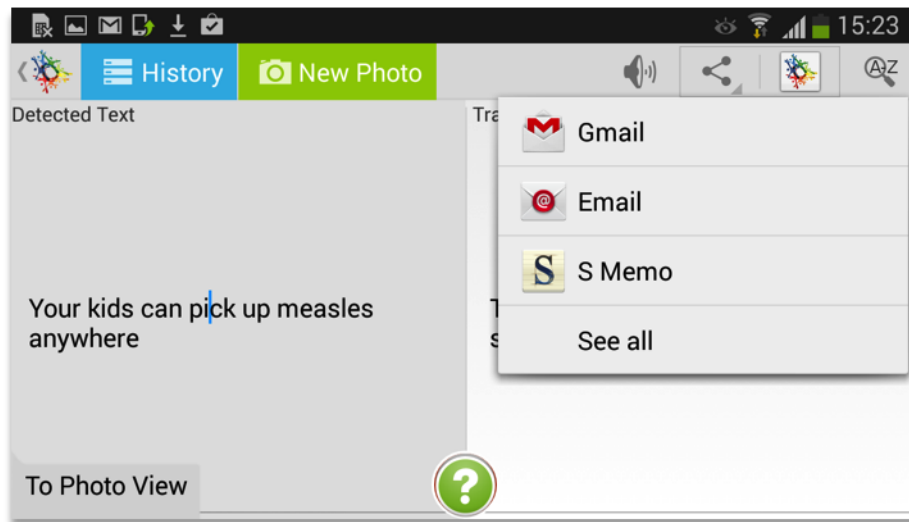 15:23
History
New Photo
A-Z
Detected Text
Tra
Gmail
Email
S
S Memo
See all
Your kids can pick up measles
anywhere
T
s
To Photo View
?